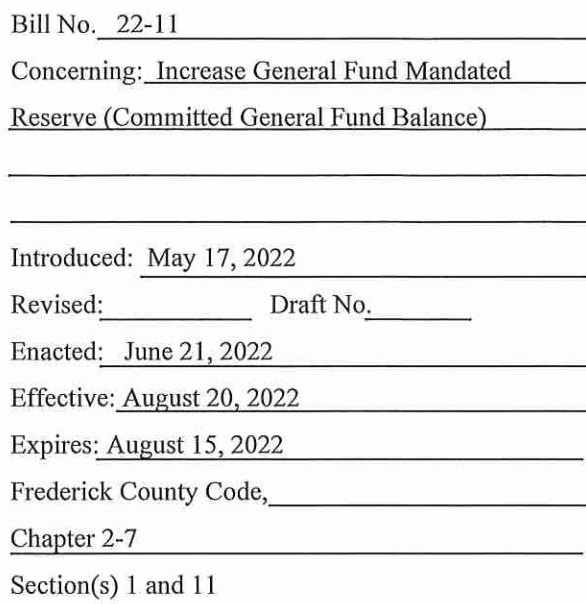 Bill No. 22-11
Concerning: Increase General Fund Mandated
Reserve (Committed General Fund Balance)
Introduced: May 17, 2022
Revised: Draft No.
Enacted: June 21, 2022
Effective: August 20, 2022
Expires: August 15, 2022
Frederick County Code,
Chapter 2-7
Section(s) 1 and 11